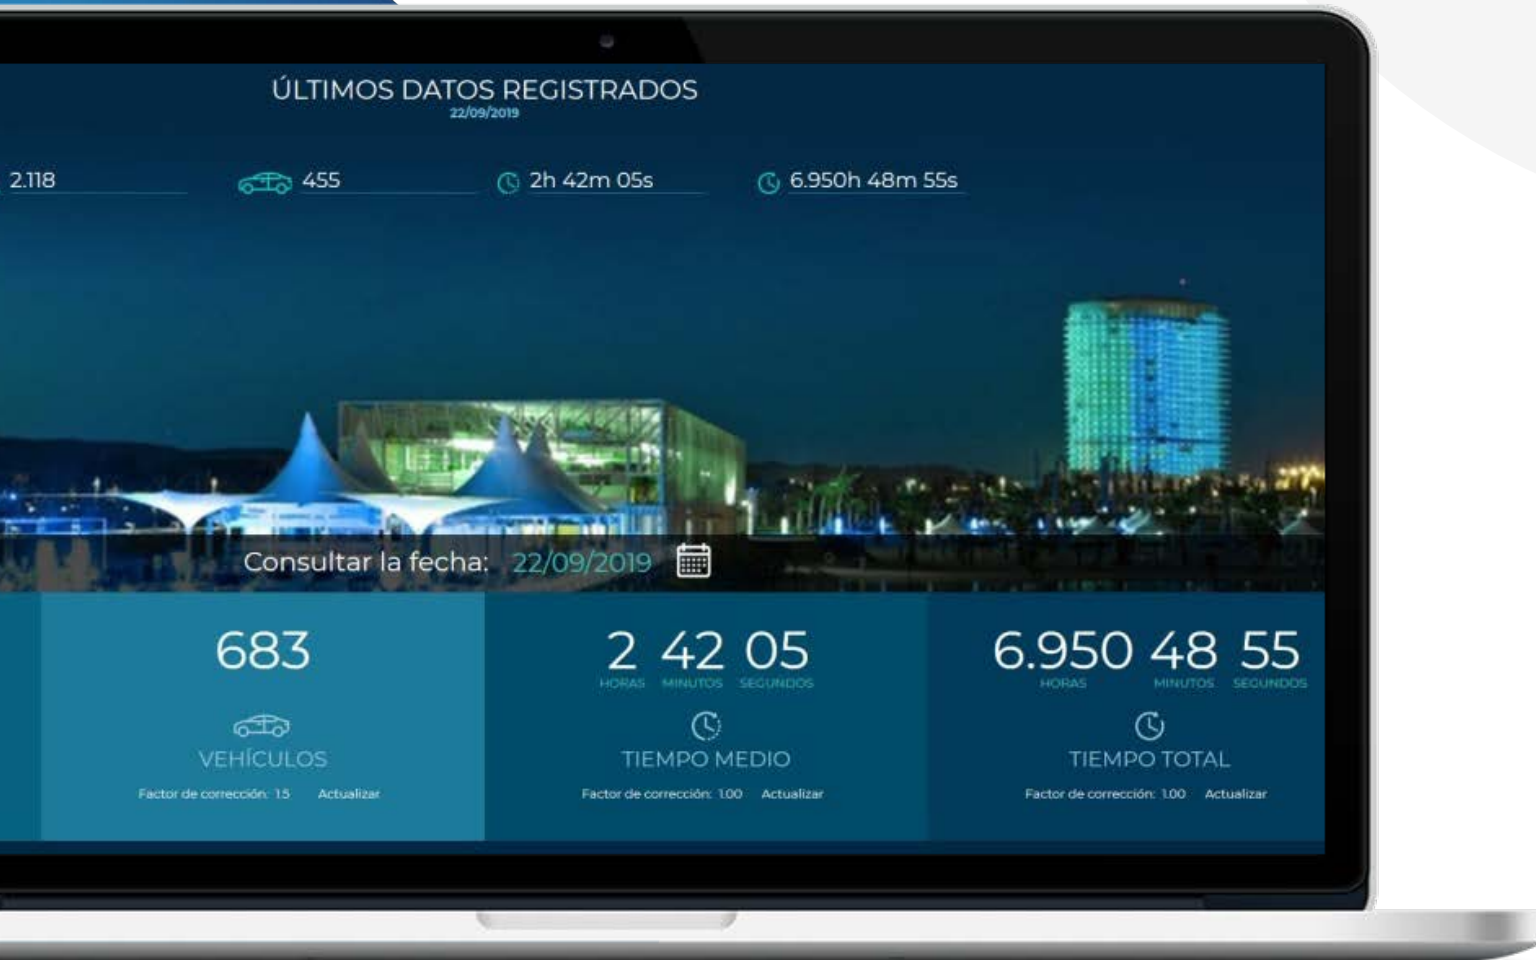 ÚLTIMOS DATOS REGISTRADOS
22/09/2019
2.118 455 2h 42m 05s 6.950h 48m 55s
Consultar la fecha: 22/09/2019
683 2 42 05 6.950 48 55
HORAS MINUTOS SEGUNDOS HORAS MINUTOS SEGUNDOS
VEHÍCULOS TIEMPO MEDIO TIEMPO TOTAL
Factor de corrección: 1.5 Actualizar Factor de corrección: 1.00 Actualizar Factor de corrección: 1.00 Actualizar